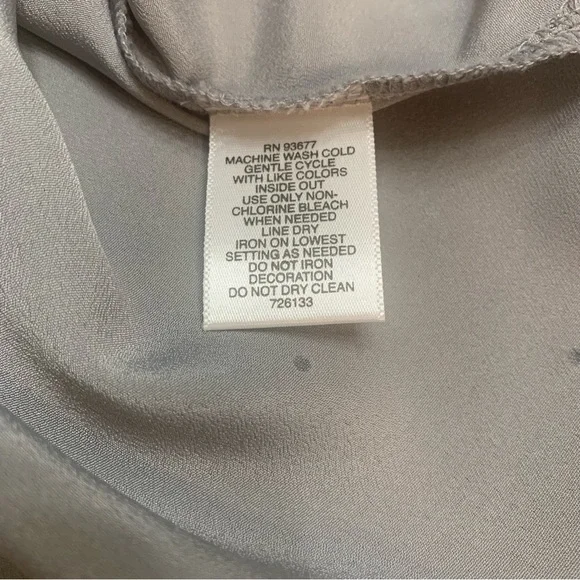 RN 93677
MACHINE WASH COLD
GENTLE CYCLE
WITH LIKE COLORS
INSIDE OUT
USE ONLY NON-
CHLORINE BLEACH
WHEN NEEDED
LINE DRY
IRON ON LOWEST
SETTING AS NEEDED
DO NOT IRON
DECORATION
DO NOT DRY CLEAN
726133